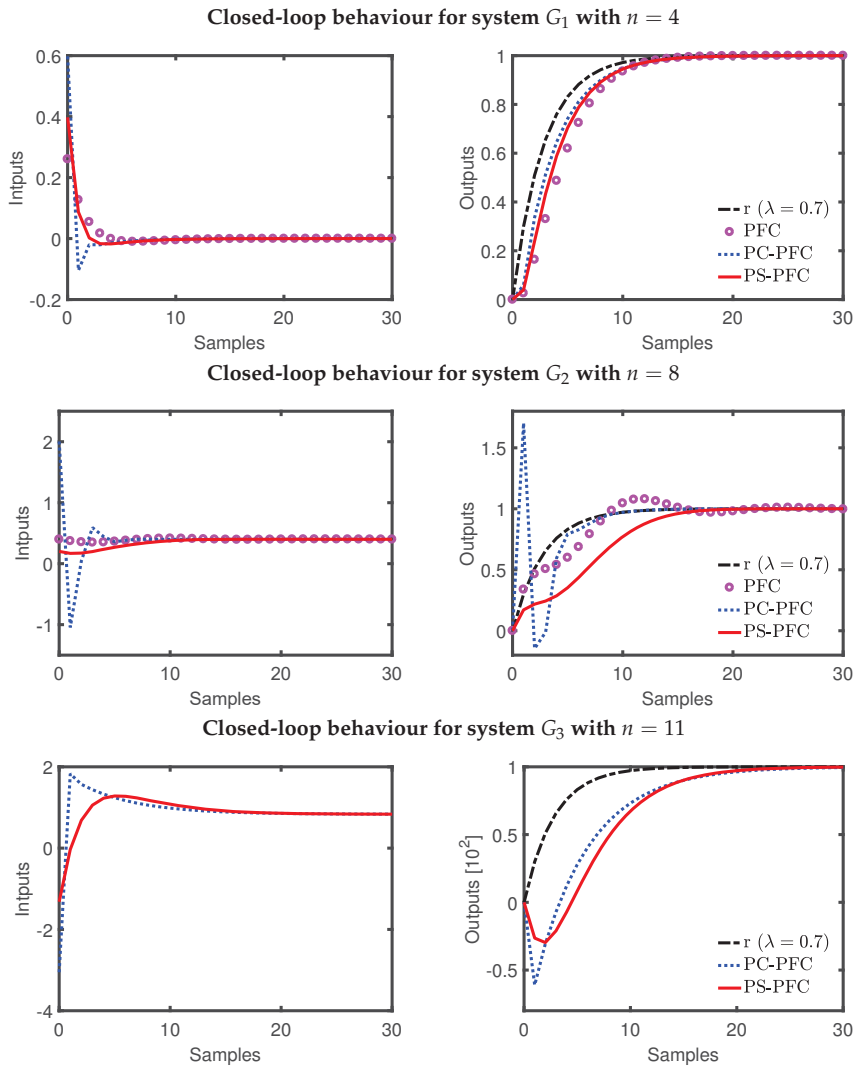 Closed-loop behaviour for system G₁ with n = 4
0.6
0.4
0.2
0
-0.2
Intputs
0 10 20 30
Samples
1
0.8
0.6
0.4
0.2
0
Outputs
r (λ = 0.7)
PFC
PC-PFC
PS-PFC
0 10 20 30
Samples
Closed-loop behaviour for system G₂ with n = 8
2
1
0
-1
Intputs
0 10 20 30
Samples
1.5
1
0.5
0
Outputs
r (λ = 0.7)
PFC
PC-PFC
PS-PFC
0 10 20 30
Samples
Closed-loop behaviour for system G₃ with n = 11
2
0
-2
-4
Intputs
0 10 20 30
Samples
1
0.5
0
-0.5
Outputs [10²]
r (λ = 0.7)
PC-PFC
PS-PFC
0 10 20 30
Samples